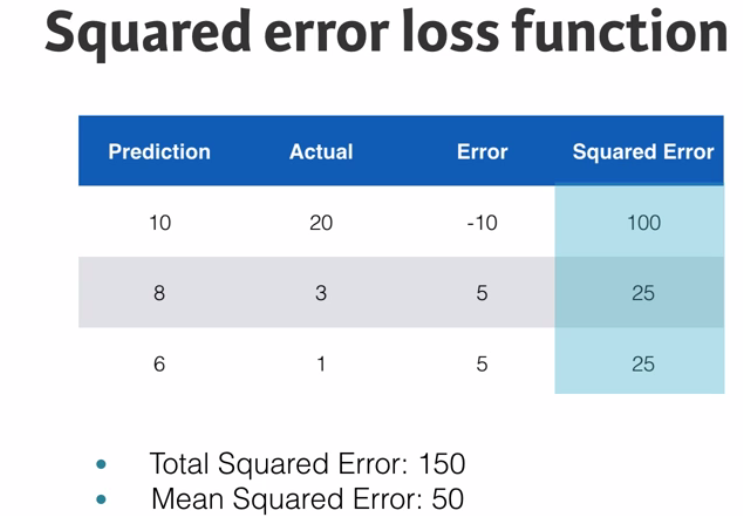 Squared error loss function
Prediction Actual Error Squared Error
10 20 -10 100
8 3 5 25
6 1 5 25
• Total Squared Error: 150
• Mean Squared Error: 50